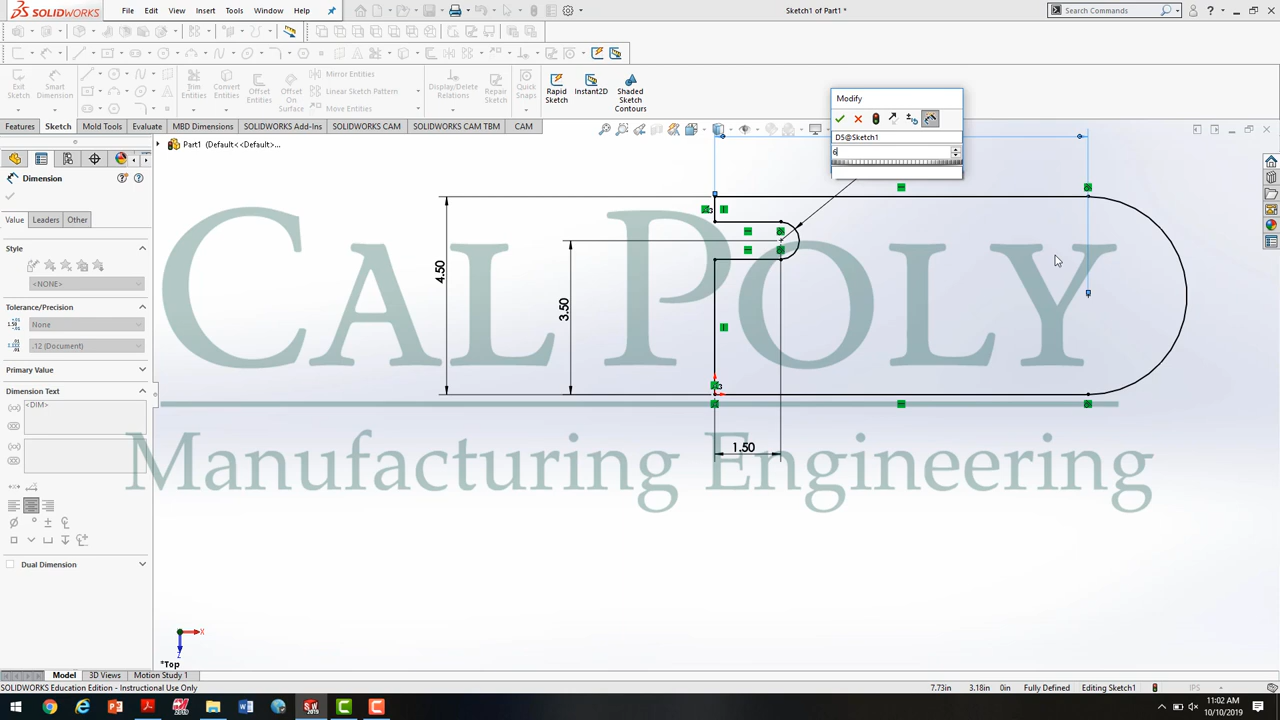 SOLIDWORKS File Edit View Insert Tools Window Help Sketch1 of Part1 * Search Commands
Exit Sketch Smart Dimension Trim Entities Convert Entities Offset Entities Offset On Surface Mirror Entities Linear Sketch Pattern Move Entities Display/Delete Relations Repair Sketch Quick Snaps Rapid Sketch Instant2D Shaded Sketch Contours
Modify
Features Sketch Mold Tools Evaluate MBD Dimensions SOLIDWORKS Add-Ins SOLIDWORKS CAM SOLIDWORKS CAM TBM CAM
D5@Sketch1
Part1 (Default<<Default>...
6
Dimension
Value Leaders Other
Style
<NONE>
Tolerance/Precision
None
.12 (Document)
Primary Value
Dimension Text
<DIM>
Dual Dimension
4.50
3.50
1.50
CAL POLY
Manufacturing Engineering
X
Z
*Top
Model 3D Views Motion Study 1
SOLIDWORKS Education Edition - Instructional Use Only 7.73in 3.18in 0in Fully Defined Editing Sketch1 IPS
11:02 AM
10/10/2019